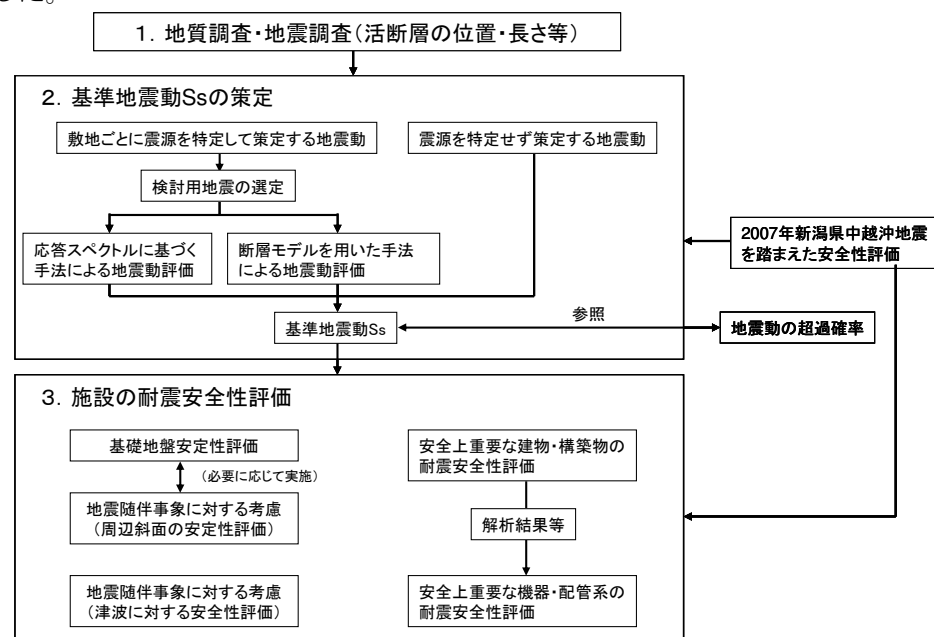 した。
1. 地質調査・地震調査(活断層の位置・長さ等)
2. 基準地震動Ssの策定
敷地ごとに震源を特定して策定する地震動
震源を特定せず策定する地震動
検討用地震の選定
応答スペクトルに基づく
手法による地震動評価
断層モデルを用いた手法
による地震動評価
2007年新潟県中越沖地震
を踏まえた安全性評価
基準地震動Ss
参照
地震動の超過確率
3. 施設の耐震安全性評価
基礎地盤安定性評価
(必要に応じて実施)
地震随伴事象に対する考慮
(周辺斜面の安定性評価)
地震随伴事象に対する考慮
(津波に対する安全性評価)
安全上重要な建物・構築物の
耐震安全性評価
解析結果等
安全上重要な機器・配管系の
耐震安全性評価